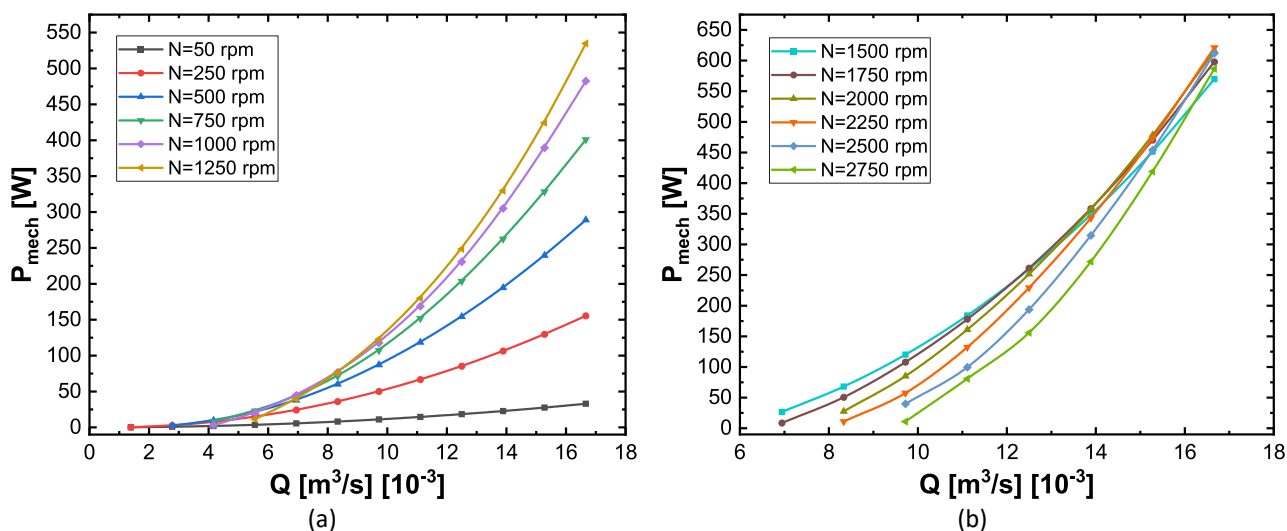 550
500
450
400
350
300
250
200
150
100
50
0
P_mech [W]
N=50 rpm
N=250 rpm
N=500 rpm
N=750 rpm
N=1000 rpm
N=1250 rpm
0 2 4 6 8 10 12 14 16 18
Q [m³/s] [10⁻³]
(a)
650
600
550
500
450
400
350
300
250
200
150
100
50
0
P_mech [W]
N=1500 rpm
N=1750 rpm
N=2000 rpm
N=2250 rpm
N=2500 rpm
N=2750 rpm
6 8 10 12 14 16 18
Q [m³/s] [10⁻³]
(b)